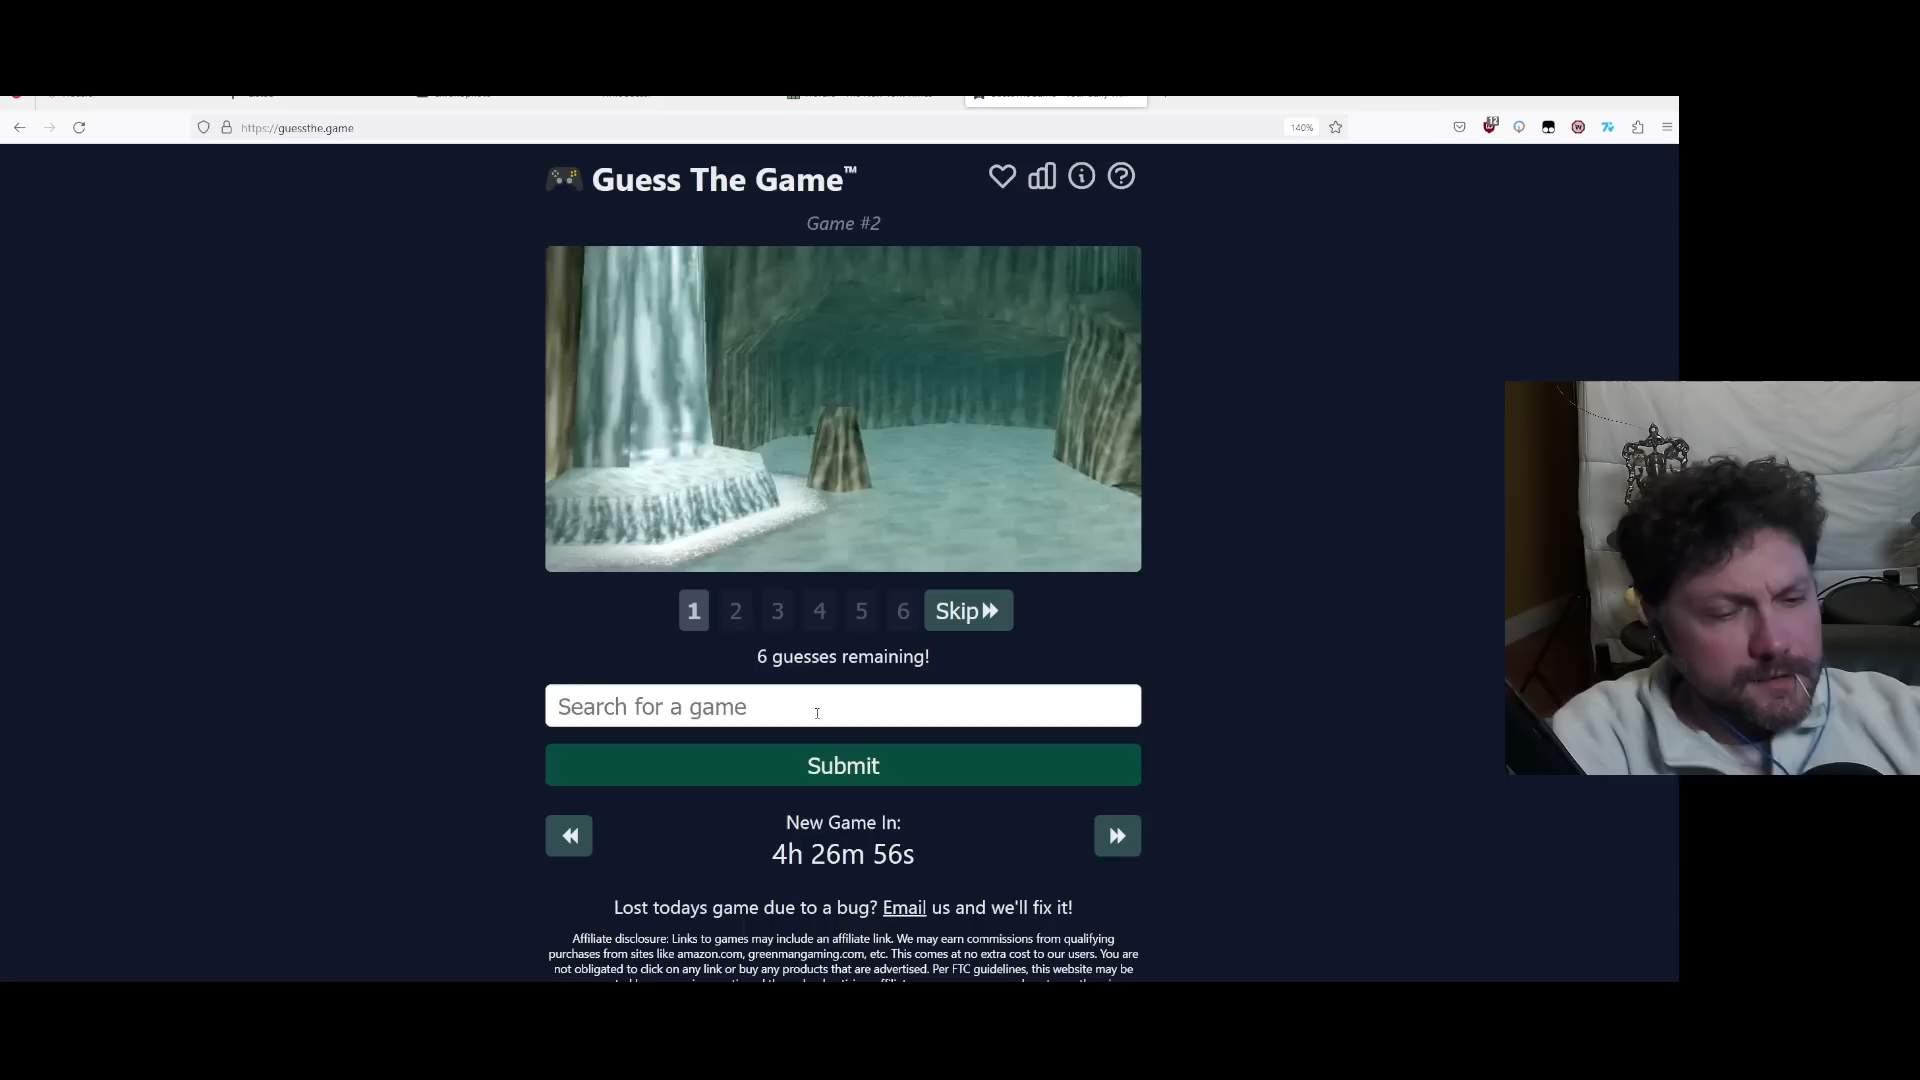 https://guessthe.game
140%
12
Guess The Game™
Game #2
1 2 3 4 5 6 Skip
6 guesses remaining!
Search for a game
Submit
New Game In:
4h 26m 56s
Lost todays game due to a bug? Email us and we'll fix it!
Affiliate disclosure: Links to games may include an affiliate link. We may earn commissions from qualifying
purchases from sites like amazon.com, greenmangaming.com, etc. This comes at no extra cost to our users. You are
not obligated to click on any link or buy any products that are advertised. Per FTC guidelines, this website may be